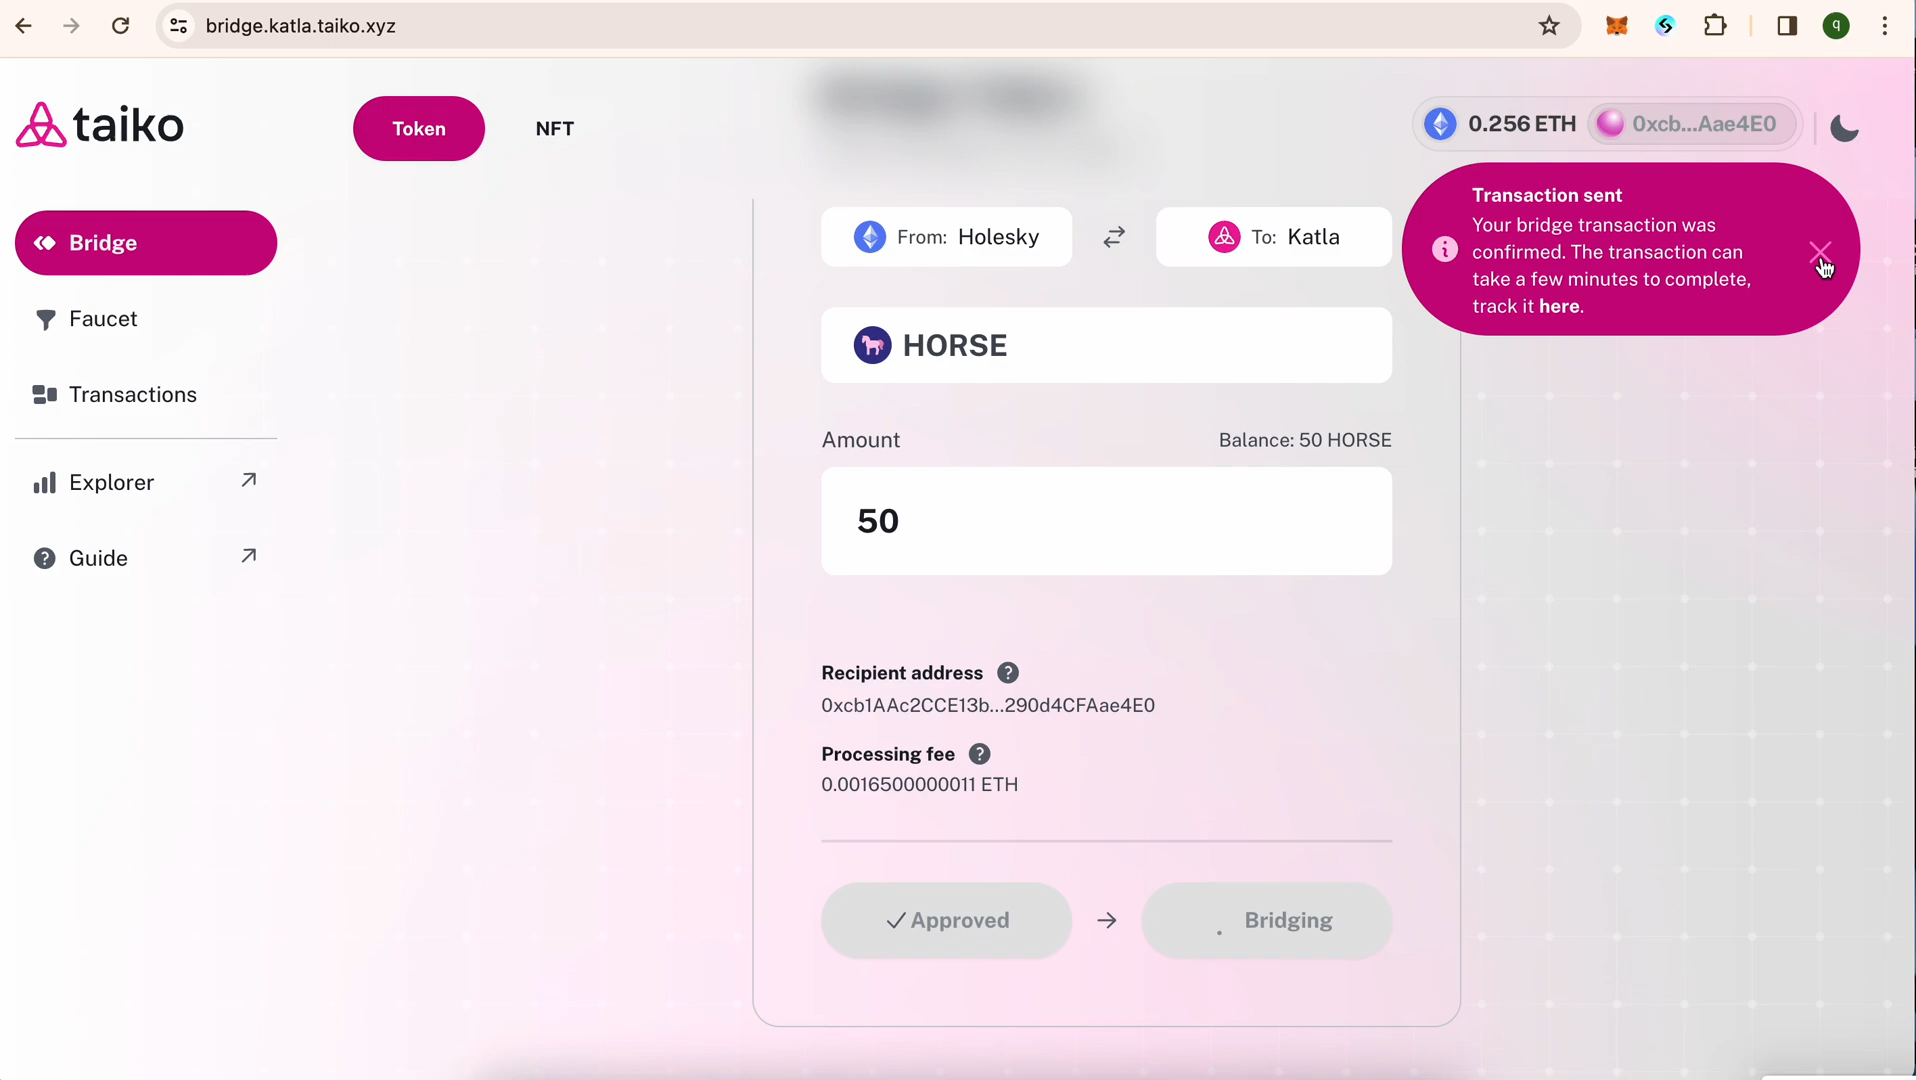 bridge.katla.taiko.xyz
q
taiko
Token
NFT
0.256 ETH
0xcb...Aae4E0
Transaction sent
Your bridge transaction was
confirmed. The transaction can
take a few minutes to complete,
track it here.
Bridge
Faucet
Transactions
Explorer
Guide
From: Holesky
To: Katla
HORSE
Amount
Balance: 50 HORSE
50
Recipient address
0xcb1AAc2CCE13b...290d4CFAae4E0
Processing fee
0.0016500000011 ETH
Approved
Bridging